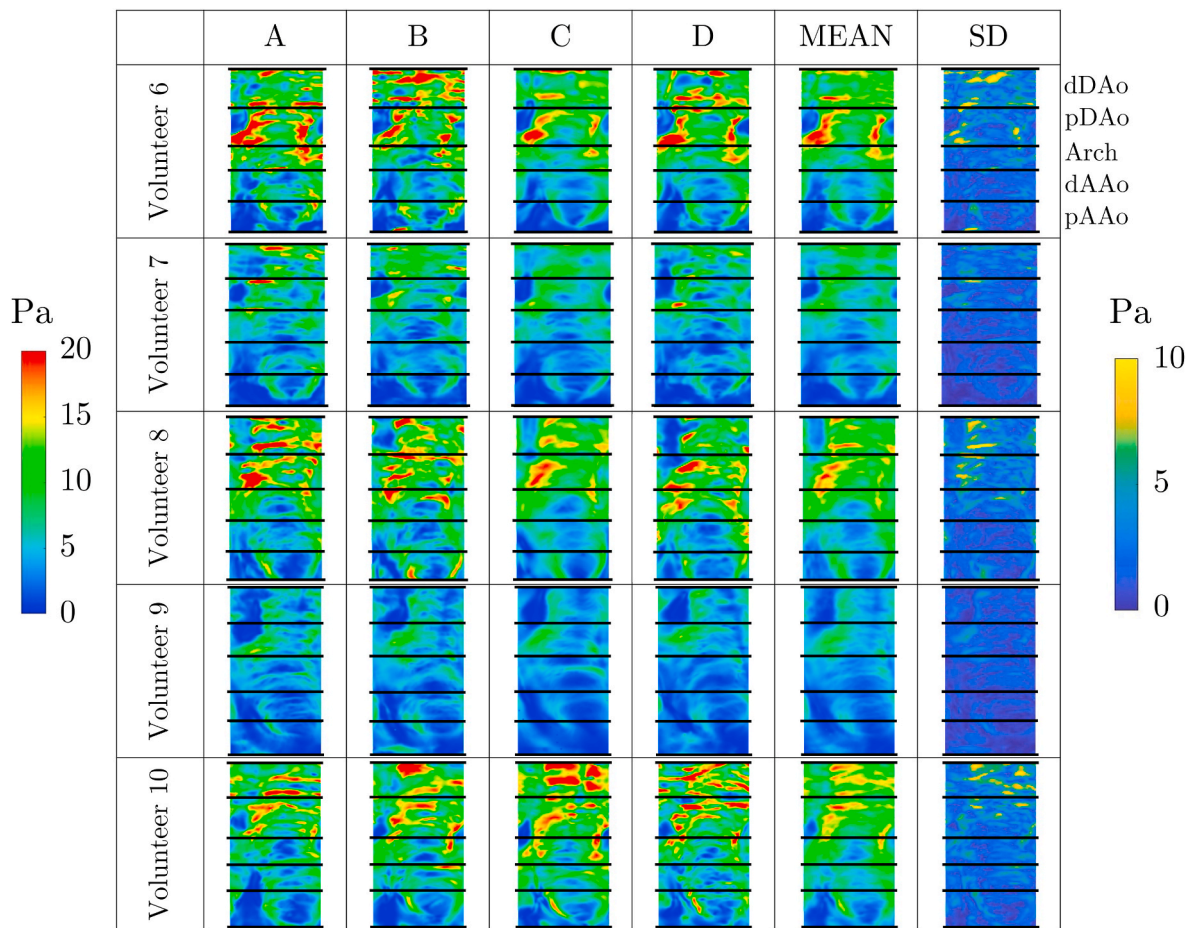 A B C D MEAN SD
Volunteer 6
dDAo
pDAo
Arch
dAAo
pAAo
Volunteer 7
Volunteer 8
Volunteer 9
Volunteer 10
Pa
20
15
10
5
0
Pa
10
5
0